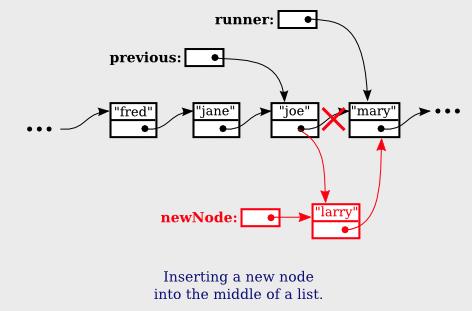 runner:
previous:
"fred" "jane" "joe" "mary"
newNode: "larry"
Inserting a new node
into the middle of a list.